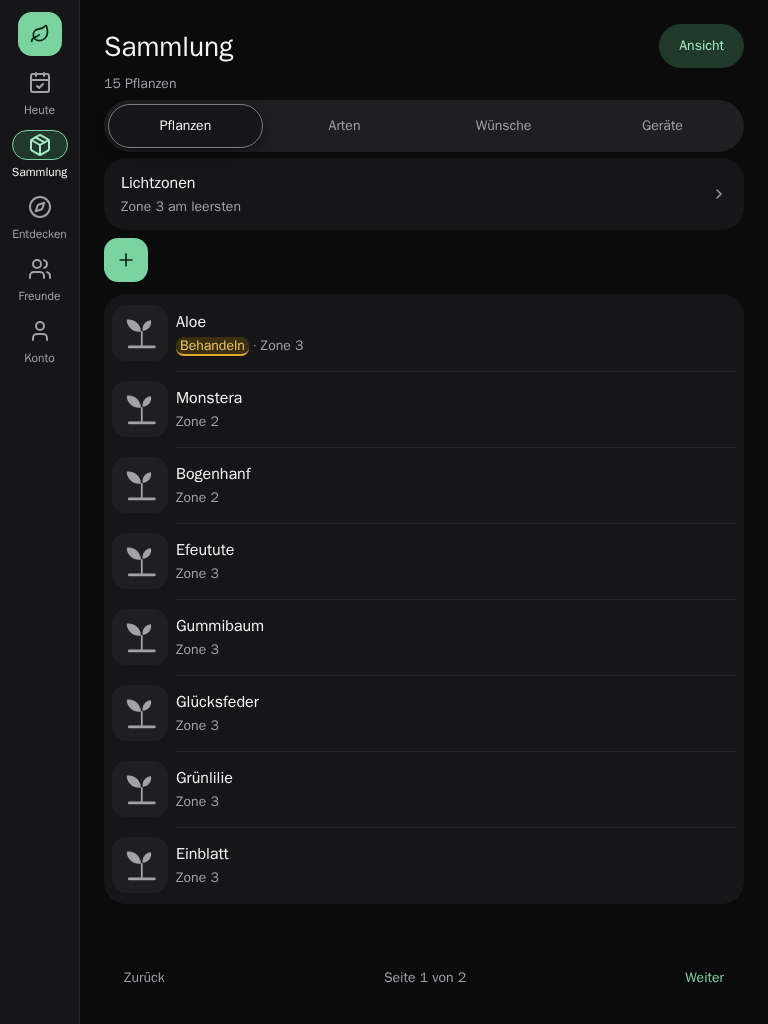 Heute
Sammlung
Entdecken
Freunde
Konto
Sammlung
Ansicht
15 Pflanzen
Pflanzen
Arten
Wünsche
Geräte
Lichtzonen
Zone 3 am leersten
Aloe
Behandeln · Zone 3
Monstera
Zone 2
Bogenhanf
Zone 2
Efeutute
Zone 3
Gummibaum
Zone 3
Glücksfeder
Zone 3
Grünlilie
Zone 3
Einblatt
Zone 3
Zurück
Seite 1 von 2
Weiter